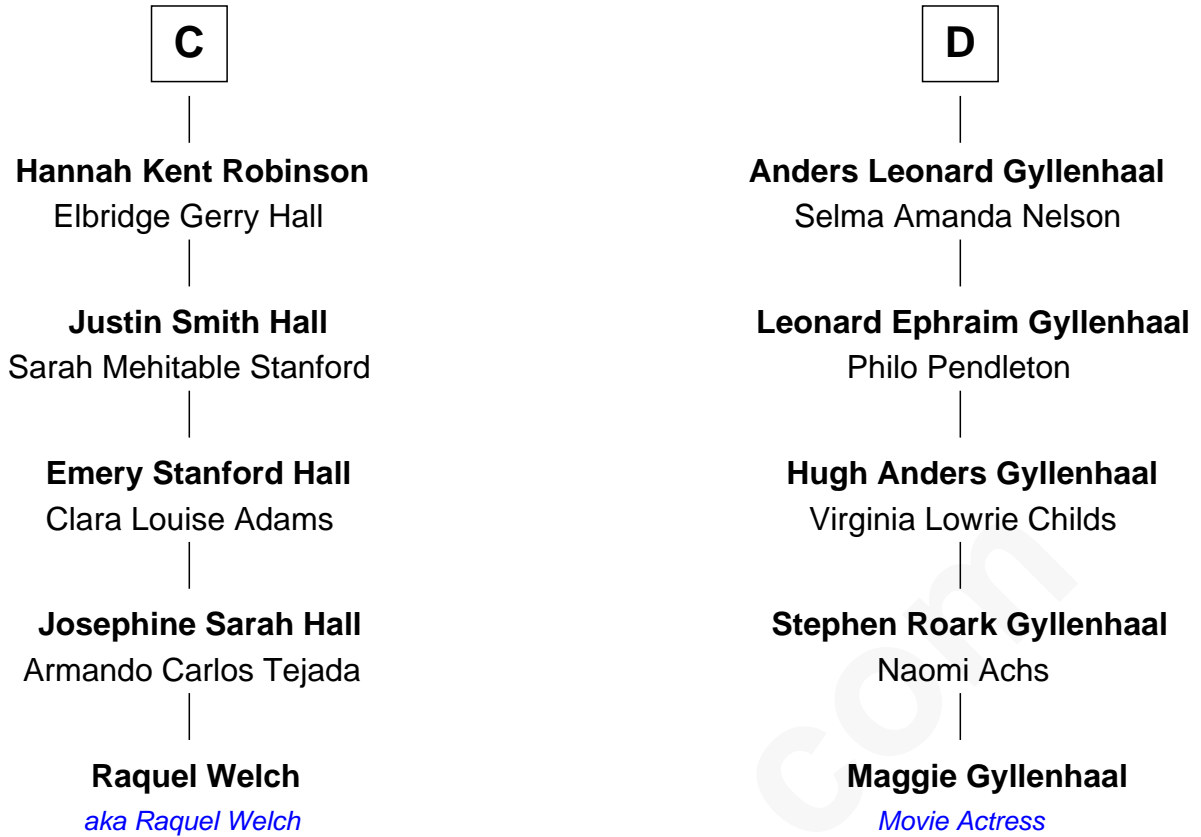 C
Hannah Kent Robinson
Elbridge Gerry Hall
Justin Smith Hall
Sarah Mehitable Stanford
Emery Stanford Hall
Clara Louise Adams
Josephine Sarah Hall
Armando Carlos Tejada
Raquel Welch
aka Raquel Welch
D
Anders Leonard Gyllenhaal
Selma Amanda Nelson
Leonard Ephraim Gyllenhaal
Philo Pendleton
Hugh Anders Gyllenhaal
Virginia Lowrie Childs
Stephen Roark Gyllenhaal
Naomi Achs
Maggie Gyllenhaal
Movie Actress
com